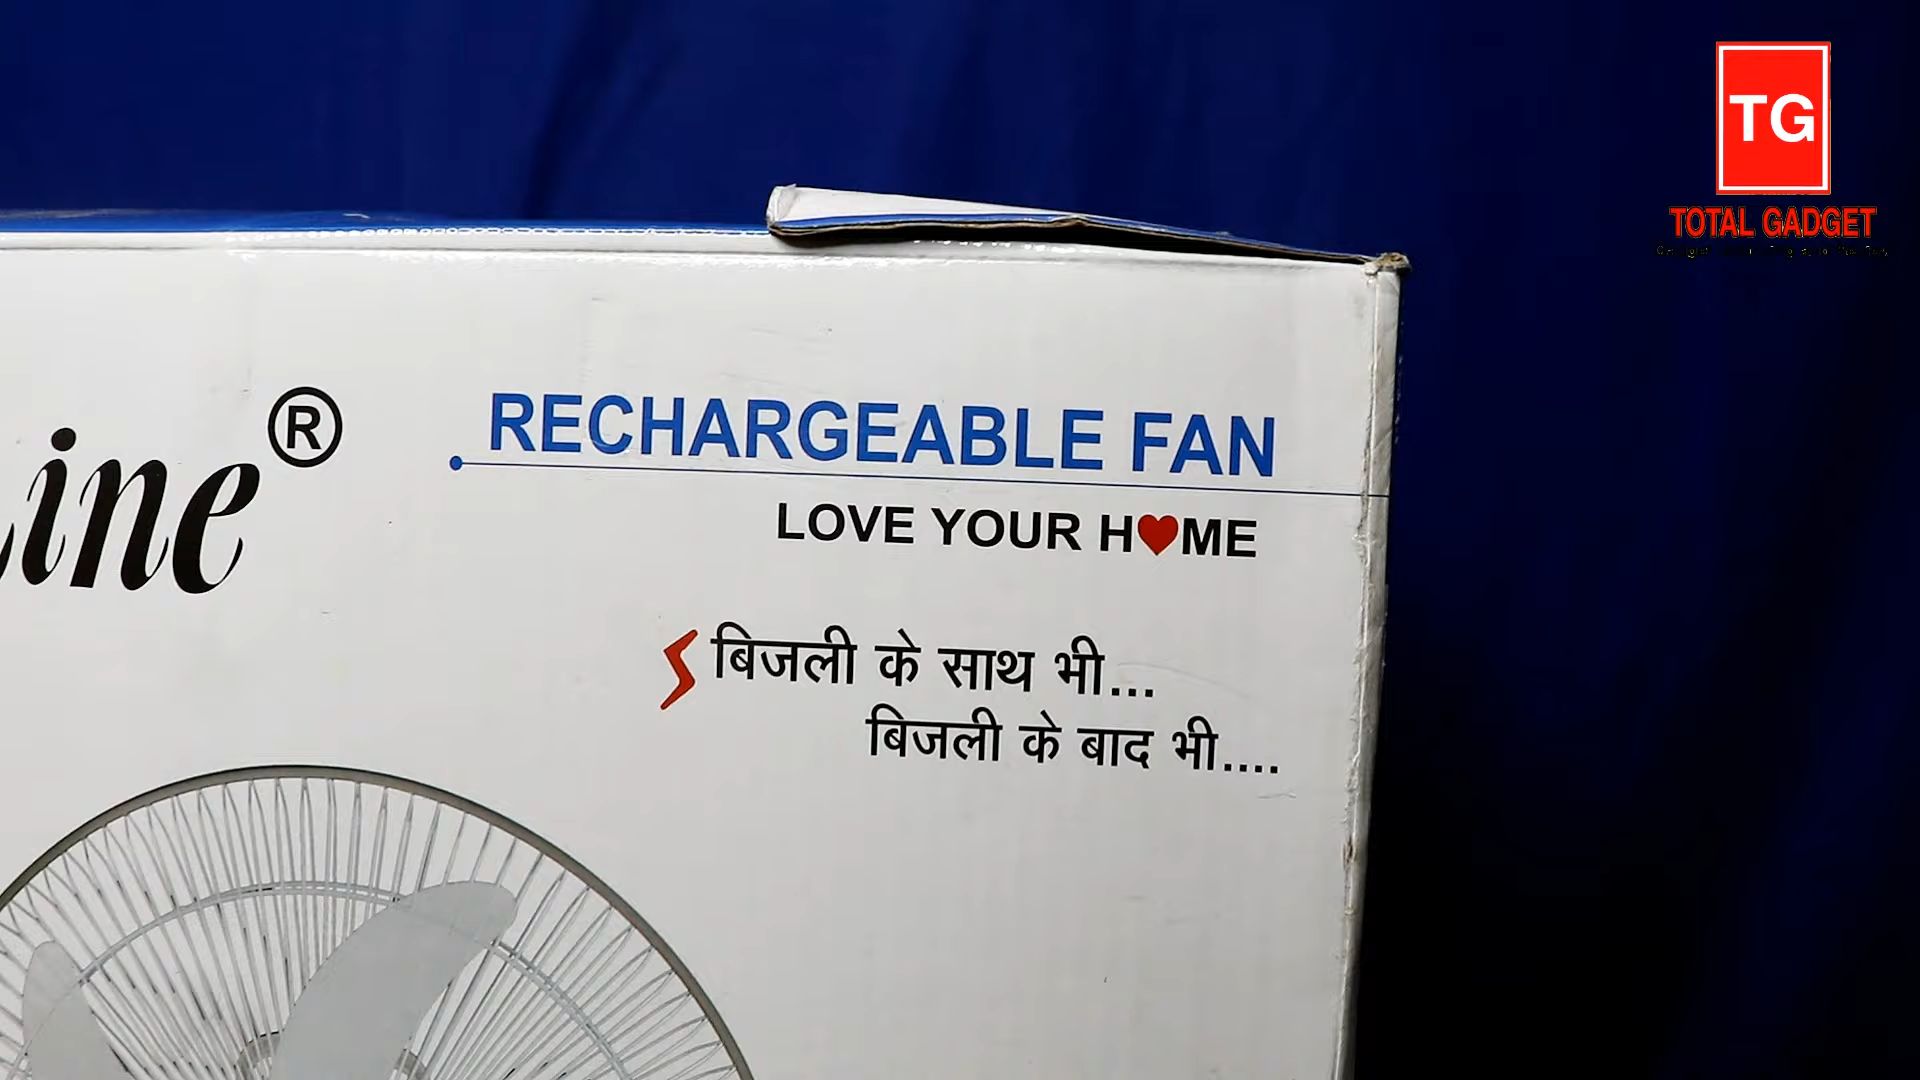 TG
TOTAL GADGET
ine®
RECHARGEABLE FAN
LOVE YOUR H❤ME
बिजली के साथ भी...
बिजली के बाद भी....